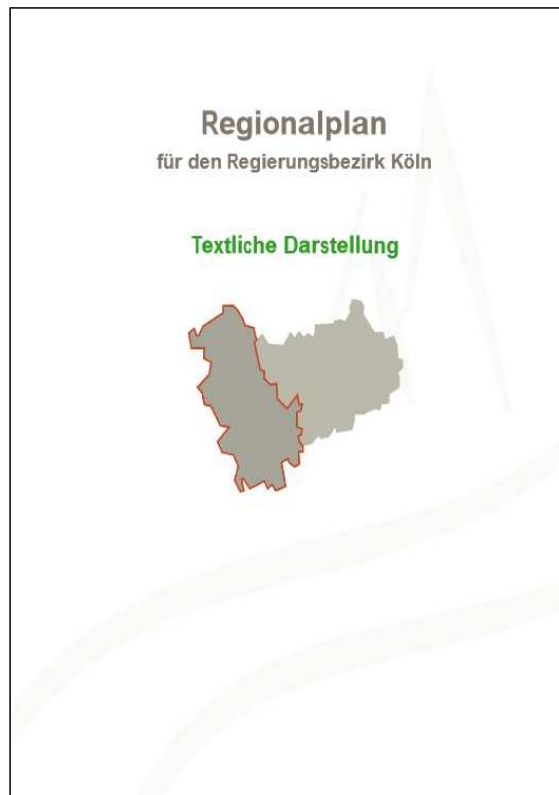 Regionalplan
für den Regierungsbezirk Köln
Textliche Darstellung